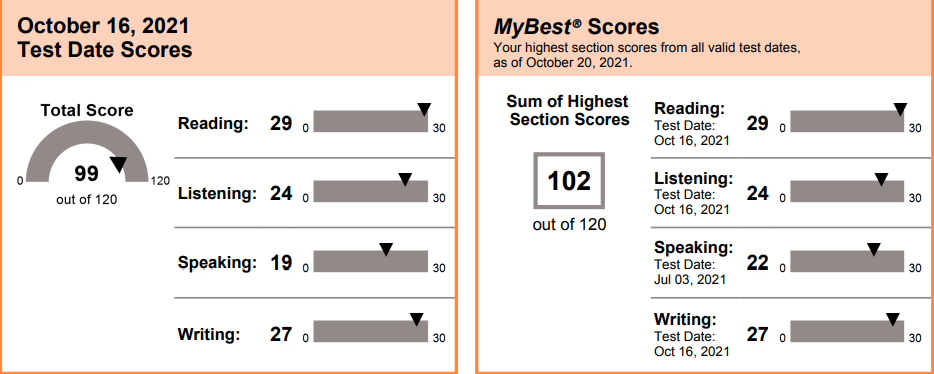 October 16, 2021
Test Date Scores
Total Score
0
99
120
out of 120
Reading: 29 0 30
Listening: 24 0 30
Speaking: 19 0 30
Writing: 27 0 30
MyBest® Scores
Your highest section scores from all valid test dates,
as of October 20, 2021.
Sum of Highest
Section Scores
102
out of 120
Reading:
Test Date: 29 0 30
Oct 16, 2021
Listening:
Test Date: 24 0 30
Oct 16, 2021
Speaking:
Test Date: 22 0 30
Jul 03, 2021
Writing:
Test Date: 27 0 30
Oct 16, 2021